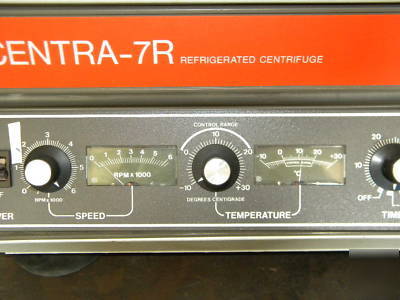 CENTRA-7R REFRIGERATED CENTRIFUGE
CONTROL RANGE
0 1 2 3 4 5 6
RPM X 1000
SPEED
0 1 2 3 4 5 6
RPM X 1000
-10 0 10 20 +30
DEGREES CENTIGRADE
TEMPERATURE
-10 0 10 20 +30
°C
20
10
OFF